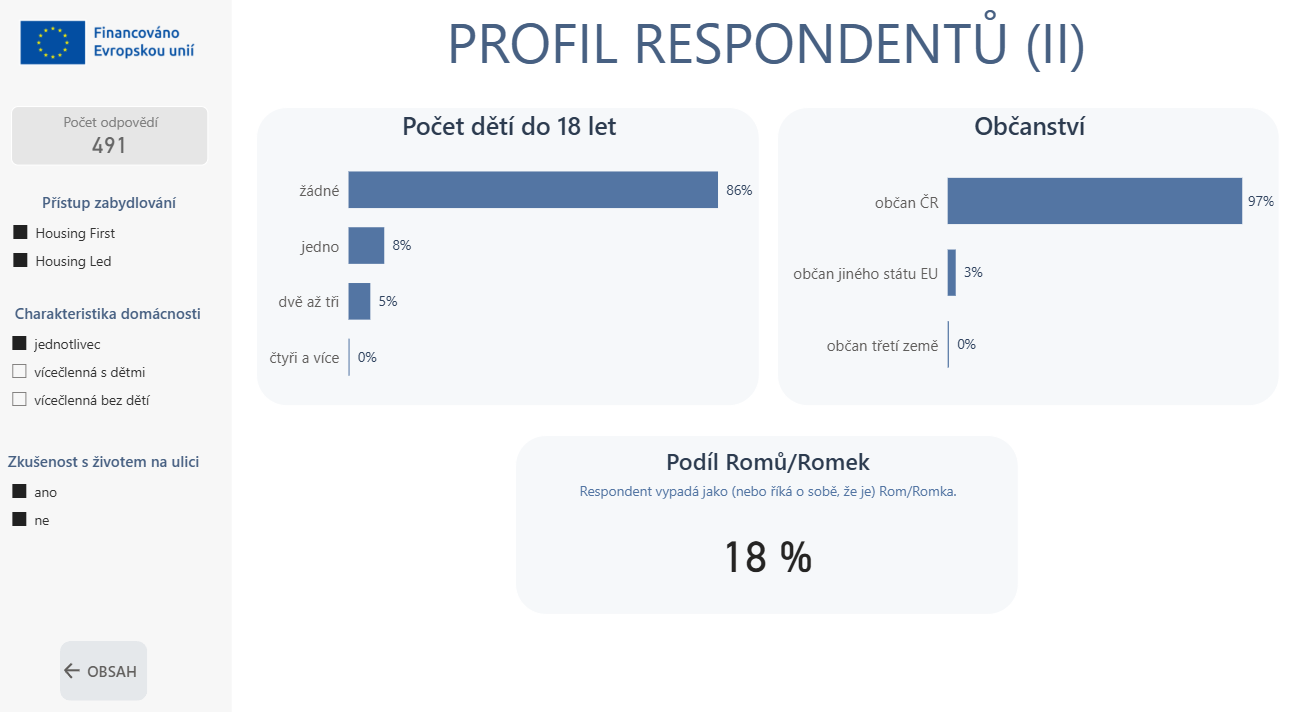 Financováno
Evropskou unií
PROFIL RESPONDENTŮ (II)
Počet odpovědí
491
Přístup zabydlování
Housing First
Housing Led
Charakteristika domácnosti
jednotlivec
vícečlenná s dětmi
vícečlenná bez dětí
Zkušenost s životem na ulici
ano
ne
OBSAH
Počet dětí do 18 let
žádné 86%
jedno 8%
dvě až tři 5%
čtyři a více 0%
Občanství
občan ČR 97%
občan jiného státu EU 3%
občan třetí země 0%
Podíl Romů/Romek
Respondent vypadá jako (nebo říká o sobě, že je) Rom/Romka.
18 %